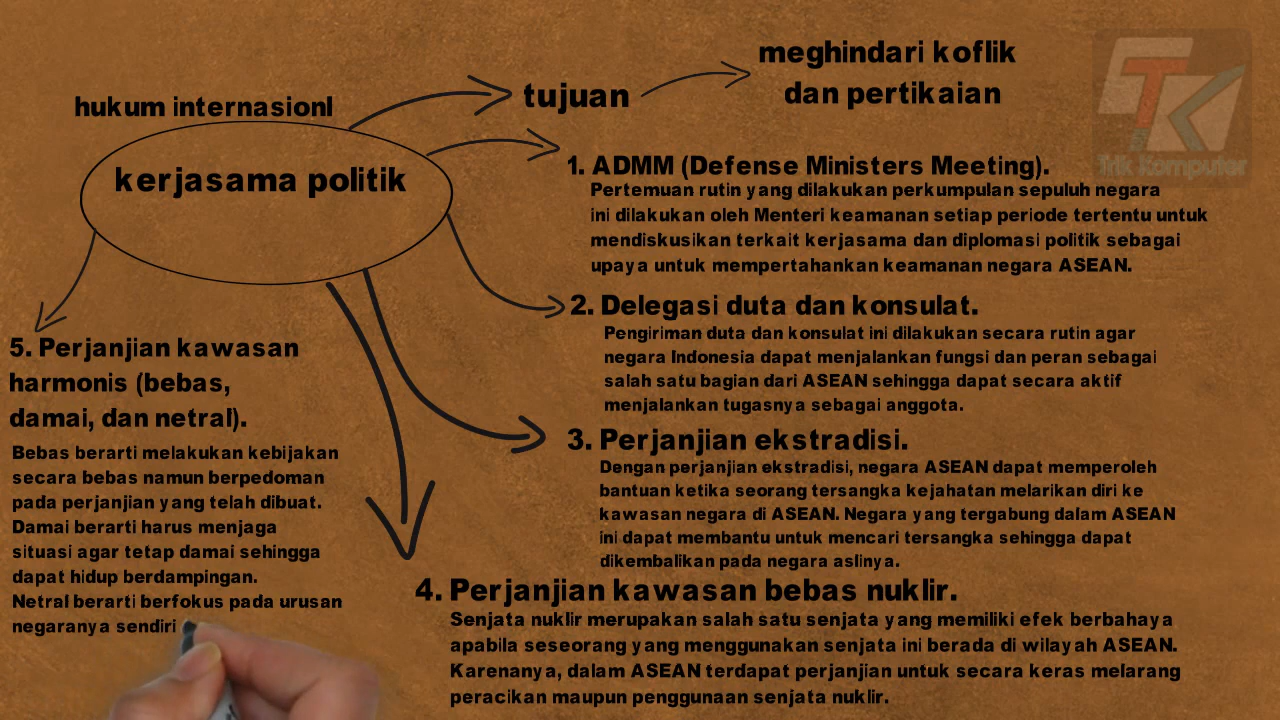 hukum internasionl
kerjasama politik
tujuan
meghindari koflik
dan pertikaian
1. ADMM (Defense Ministers Meeting).
Pertemuan rutin yang dilakukan perkumpulan sepuluh negara
ini dilakukan oleh Menteri keamanan setiap periode tertentu untuk
mendiskusikan terkait kerjasama dan diplomasi politik sebagai
upaya untuk mempertahankan keamanan negara ASEAN.
2. Delegasi duta dan konsulat.
Pengiriman duta dan konsulat ini dilakukan secara rutin agar
negara Indonesia dapat menjalankan fungsi dan peran sebagai
salah satu bagian dari ASEAN sehingga dapat secara aktif
menjalankan tugasnya sebagai anggota.
3. Perjanjian ekstradisi.
Dengan perjanjian ekstradisi, negara ASEAN dapat memperoleh
bantuan ketika seorang tersangka kejahatan melarikan diri ke
kawasan negara di ASEAN. Negara yang tergabung dalam ASEAN
ini dapat membantu untuk mencari tersangka sehingga dapat
dikembalikan pada negara aslinya.
4. Perjanjian kawasan bebas nuklir.
Senjata nuklir merupakan salah satu senjata yang memiliki efek berbahaya
apabila seseorang yang menggunakan senjata ini berada di wilayah ASEAN.
Karenanya, dalam ASEAN terdapat perjanjian untuk secara keras melarang
peracikan maupun penggunaan senjata nuklir.
5. Perjanjian kawasan
harmonis (bebas,
damai, dan netral).
Bebas berarti melakukan kebijakan
secara bebas namun berpedoman
pada perjanjian yang telah dibuat.
Damai berarti harus menjaga
situasi agar tetap damai sehingga
dapat hidup berdampingan.
Netral berarti berfokus pada urusan
negaranya sendiri
TK
Trik Komputer